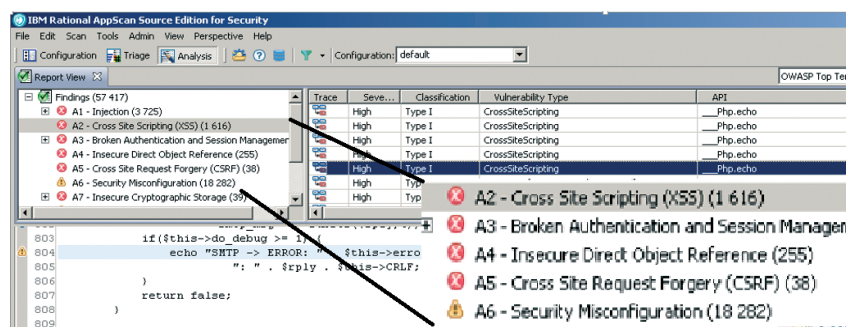 IBM Rational AppScan Source Edition for Security
File Edit Scan Tools Admin View Perspective Help
Configuration Triage Analysis Configuration: default
Report View OWASP Top Ter
Findings (57 417)
A1 - Injection (3 725)
A2 - Cross Site Scripting (XSS) (1 616)
A3 - Broken Authentication and Session Managemer
A4 - Insecure Direct Object Reference (255)
A5 - Cross Site Request Forgery (CSRF) (38)
A6 - Security Misconfiguration (18 282)
A7 - Insecure Cryptographic Storage (39)
Trace Seve... Classification Vulnerability Type API
High Type I CrossSiteScripting __Php.echo
High Type I CrossSiteScripting __Php.echo
High Type I CrossSiteScripting __Php.echo
High Type I CrossSiteScripting __Php.echo
High Type I CrossSiteScripting __Php.echo
High
High
High
A2 - Cross Site Scripting (XSS) (1 616)
A3 - Broken Authentication and Session Manager
A4 - Insecure Direct Object Reference (255)
A5 - Cross Site Request Forgery (CSRF) (38)
A6 - Security Misconfiguration (18 282)
803 if($this->do_debug >= 1) {
804 echo "SMTP -> ERROR: " . $this->erro
805 ": " . $rply . $this->CRLF;
806 }
807 return false;
808 }
809